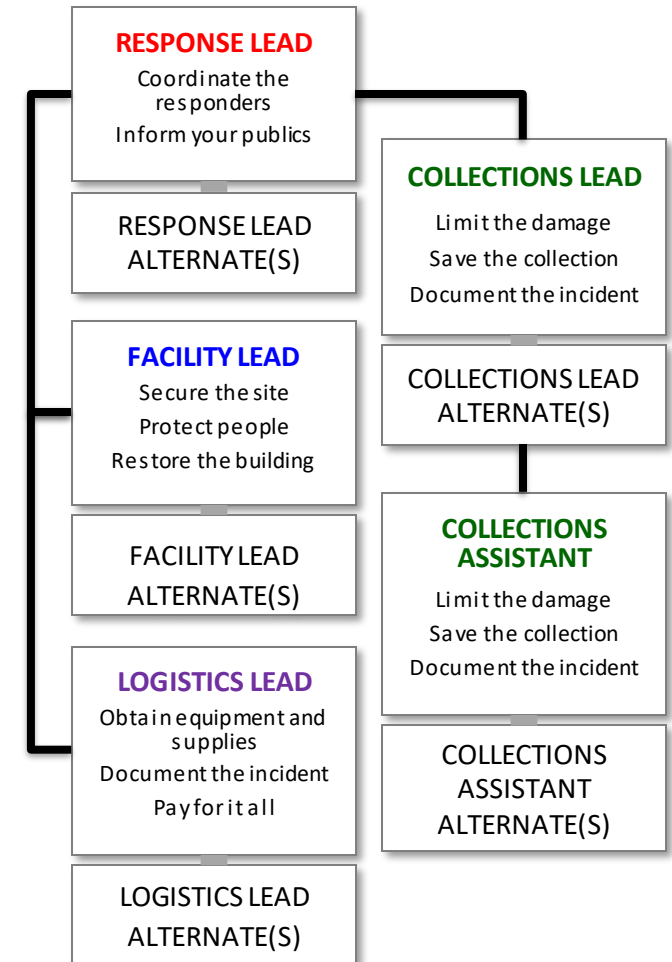 RESPONSE LEAD
Coordinate the
responders
Inform your publics
RESPONSE LEAD
ALTERNATE(S)
FACILITY LEAD
Secure the site
Protect people
Restore the building
FACILITY LEAD
ALTERNATE(S)
LOGISTICS LEAD
Obtain equipment and
supplies
Document the incident
Pay for it all
LOGISTICS LEAD
ALTERNATE(S)
COLLECTIONS LEAD
Limit the damage
Save the collection
Document the incident
COLLECTIONS LEAD
ALTERNATE(S)
COLLECTIONS
ASSISTANT
Limit the damage
Save the collection
Document the incident
COLLECTIONS
ASSISTANT
ALTERNATE(S)